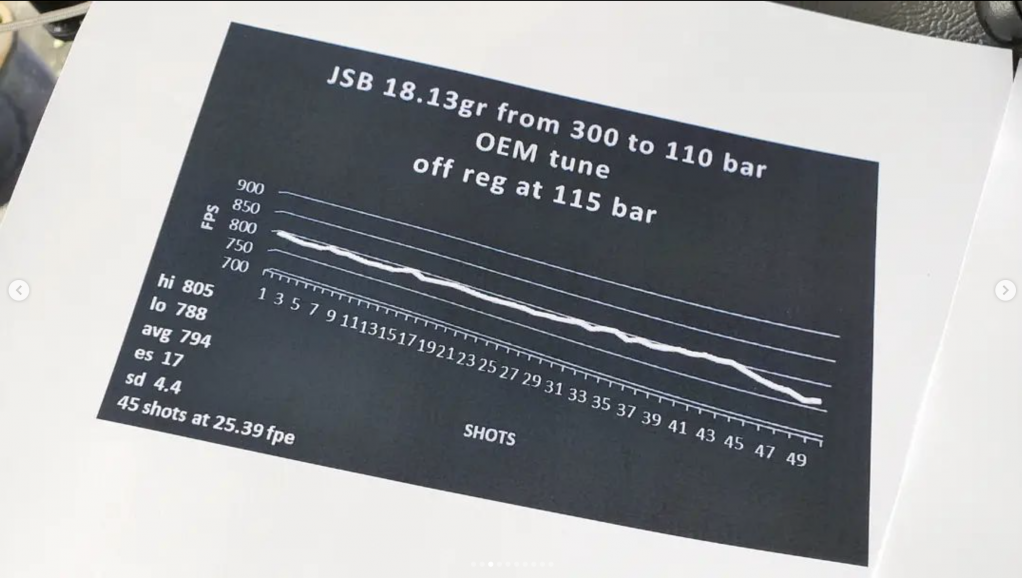 JSB 18.13gr from 300 to 110 bar
OEM tune
off reg at 115 bar
900
850
800
750
700
FPS
1 3 5 7 9 11 13 15 17 19 21 23 25 27 29 31 33 35 37 39 41 43 45 47 49
SHOTS
hi 805
lo 788
avg 794
es 17
sd 4.4
45 shots at 25.39 fpe